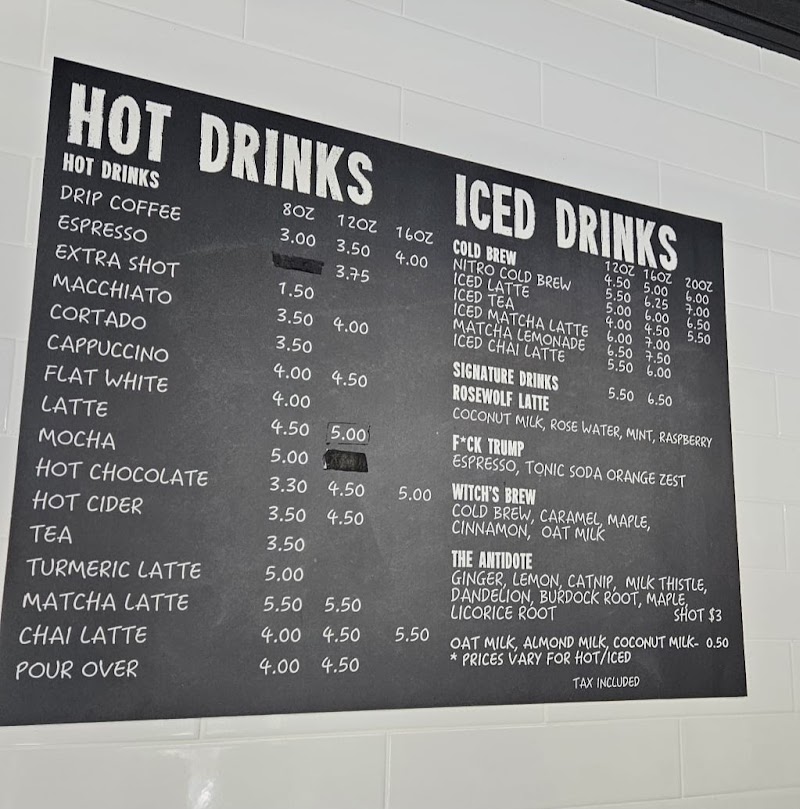 HOT DRINKS
HOT DRINKS 8OZ 12OZ 16OZ
DRIP COFFEE 3.00 3.50 4.00
ESPRESSO 3.75
EXTRA SHOT 1.50
MACCHIATO 3.50 4.00
CORTADO 3.50
CAPPUCCINO 4.00 4.50
FLAT WHITE 4.00
LATTE 4.50 5.00
MOCHA 5.00
HOT CHOCOLATE 3.30 4.50 5.00
HOT CIDER 3.50 4.50
TEA 3.50
TURMERIC LATTE 5.00
MATCHA LATTE 5.50 5.50
CHAI LATTE 4.00 4.50 5.50
POUR OVER 4.00 4.50
ICED DRINKS
12OZ 16OZ 20OZ
COLD BREW 4.50 5.00 6.00
NITRO COLD BREW 5.50 6.25 7.00
ICED LATTE 5.00 6.00 6.50
ICED TEA 4.00 4.50 5.50
ICED MATCHA LATTE 6.00 7.00
MATCHA LEMONADE 6.50 7.50
ICED CHAI LATTE 5.50 6.00
SIGNATURE DRINKS 5.50 6.50
ROSEWOLF LATTE
COCONUT MILK, ROSE WATER, MINT, RASPBERRY
F*CK TRUMP
ESPRESSO, TONIC SODA ORANGE ZEST
WITCH'S BREW
COLD BREW, CARAMEL, MAPLE,
CINNAMON, OAT MILK
THE ANTIDOTE
GINGER, LEMON, CATNIP, MILK THISTLE,
DANDELION, BURDOCK ROOT, MAPLE,
LICORICE ROOT SHOT $3
OAT MILK, ALMOND MILK, COCONUT MILK- 0.50
* PRICES VARY FOR HOT/ICED
TAX INCLUDED